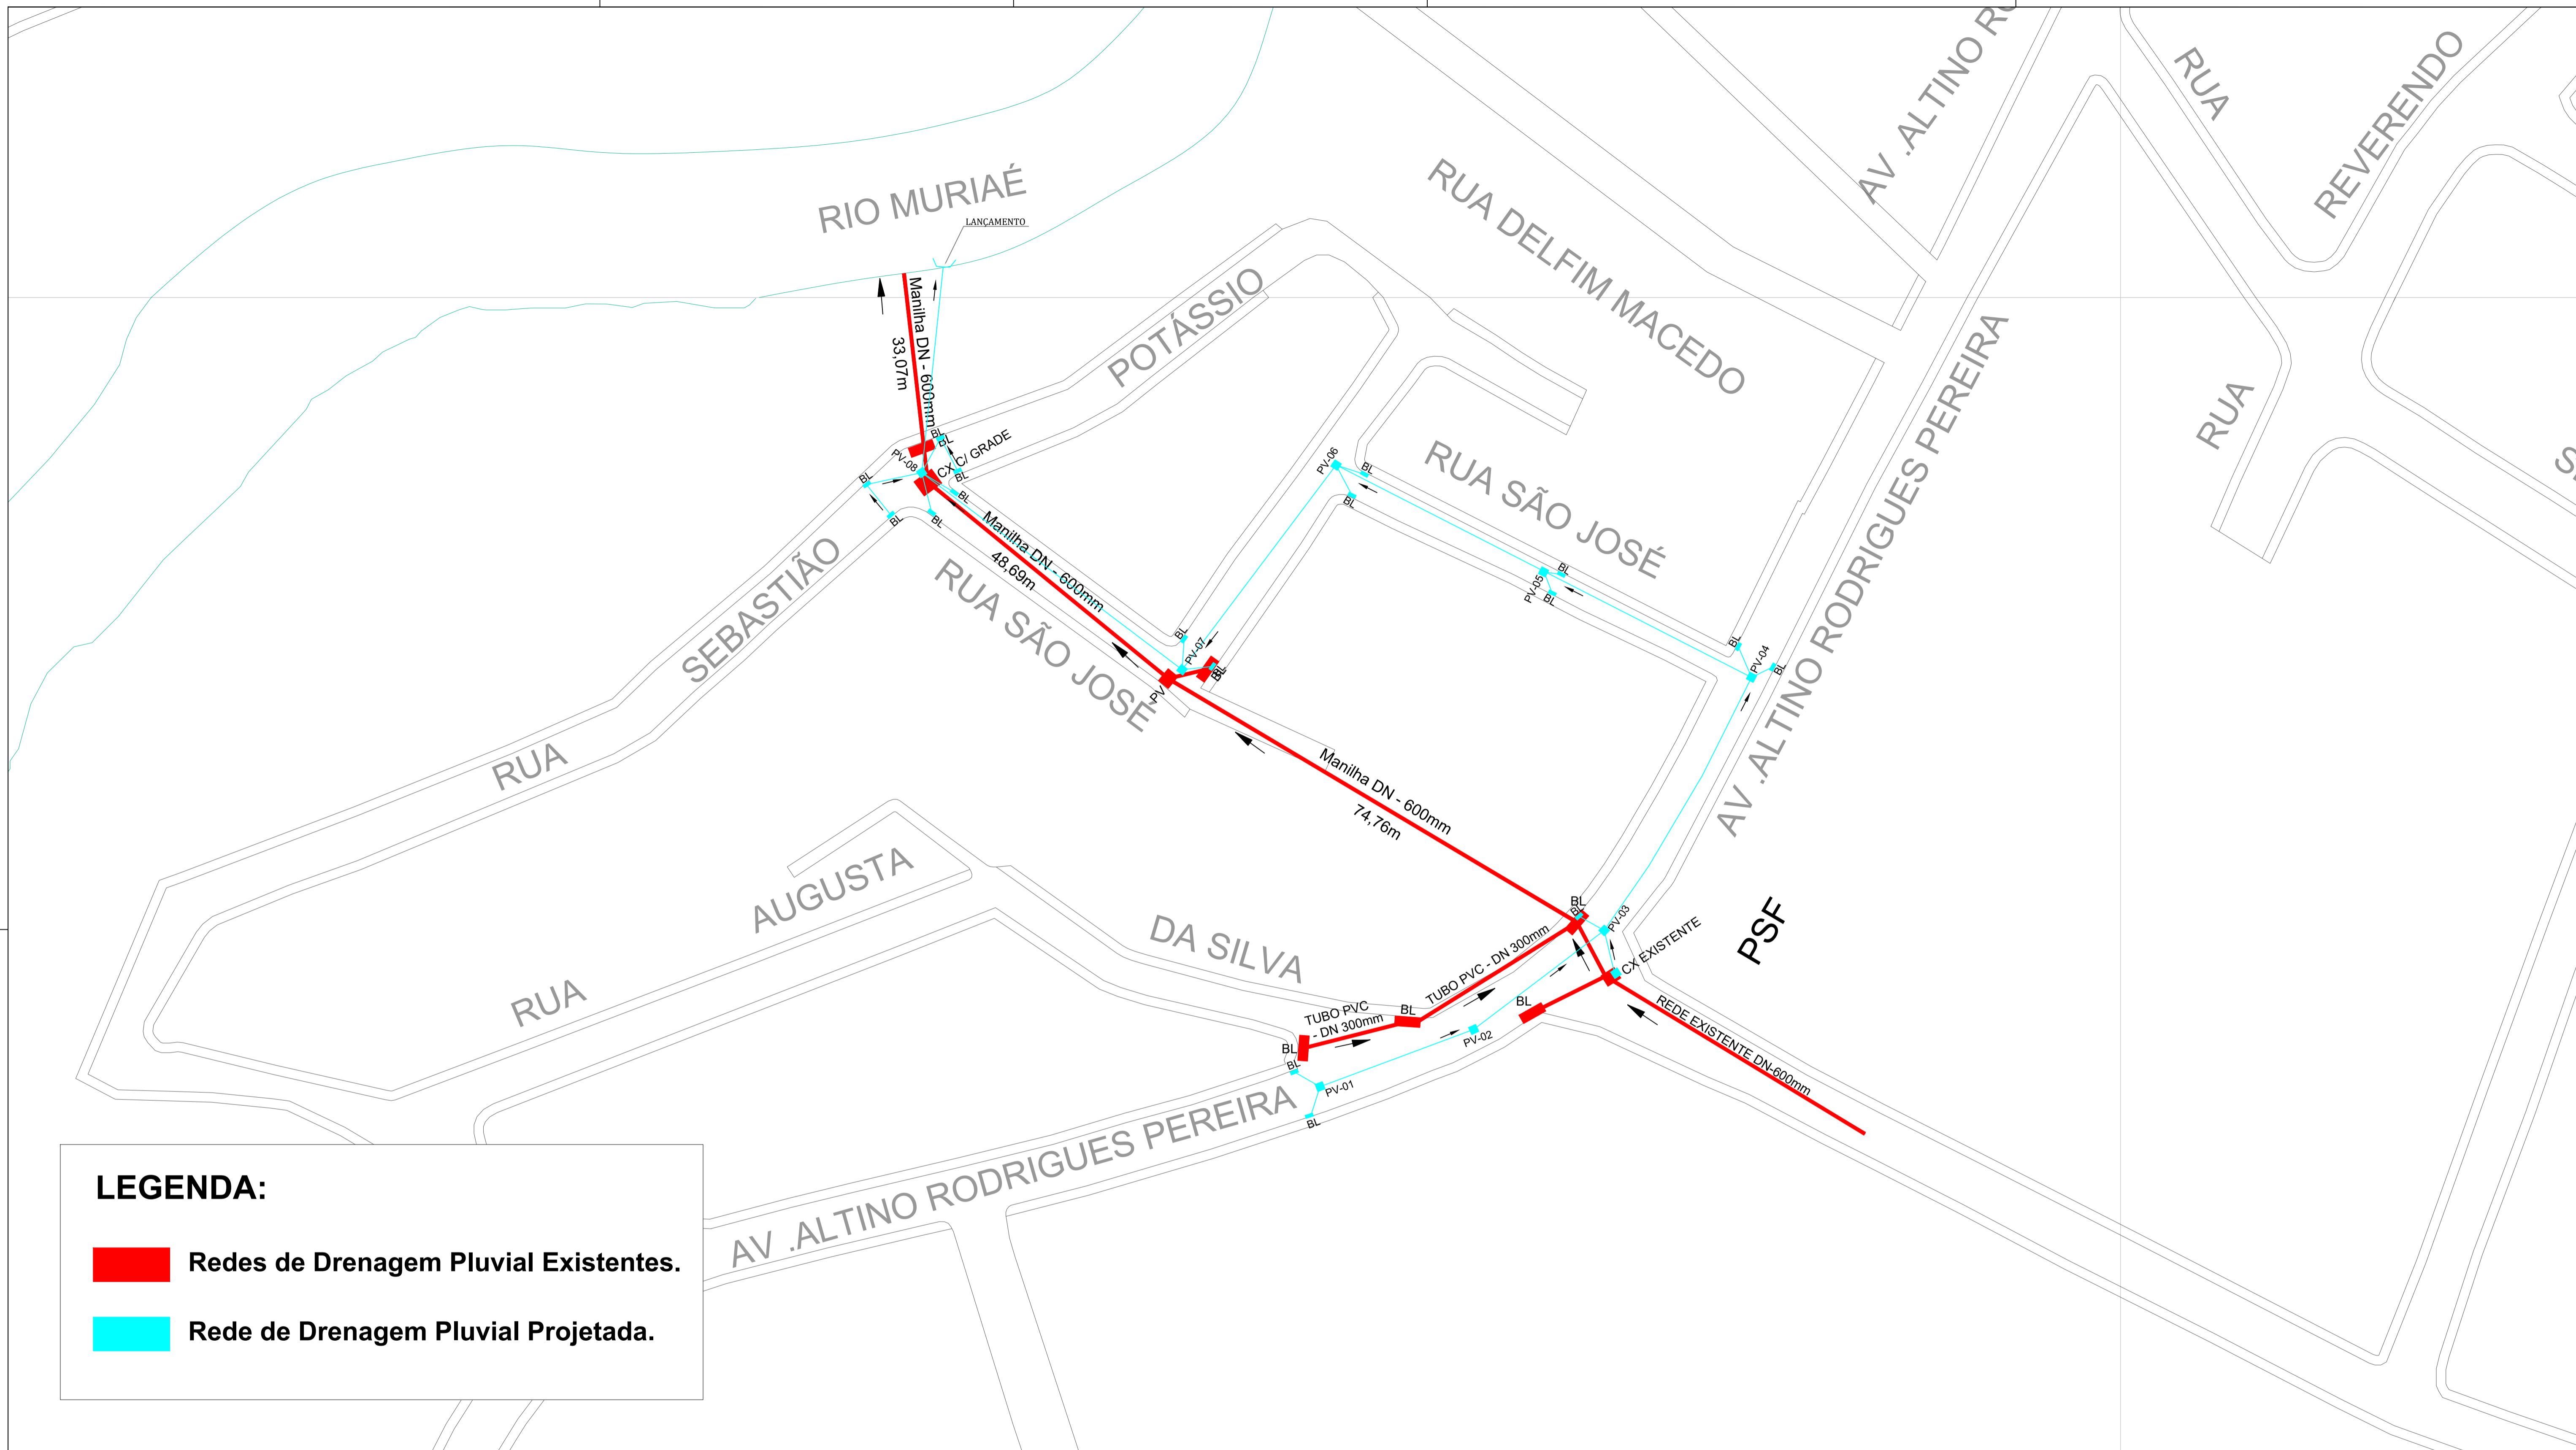 AV .ALTINO RO
RUA
REVERENDO
RIO MURIAÉ
LANÇAMENTO
RUA DELFIM MACEDO
POTÁSSIO
Manilha DN - 600mm
33,07m
AV .ALTINO RODRIGUES PEREIRA
RUA
BL
BL
PV-08
CX C/ GRADE
BL
BL
BL
BL
BL
PV-06
BL
BL
RUA SÃO JOSÉ
Manilha DN - 600mm
48,69m
SEBASTIÃO
RUA SÃO JOSÉ
PV-05
BL
BL
BL
PV-07
BL
BL
PV
BL
PV-04
BL
RUA
Manilha DN - 600mm
74,76m
AUGUSTA
RUA
DA SILVA
BL
BL
PV-03
CX EXISTENTE
PSF
TUBO PVC - DN 300mm
TUBO PVC
- DN 300mm
BL
BL
BL
BL
PV-01
BL
PV-02
REDE EXISTENTE DN-600mm
AV .ALTINO RODRIGUES PEREIRA
LEGENDA:
Redes de Drenagem Pluvial Existentes.
Rede de Drenagem Pluvial Projetada.